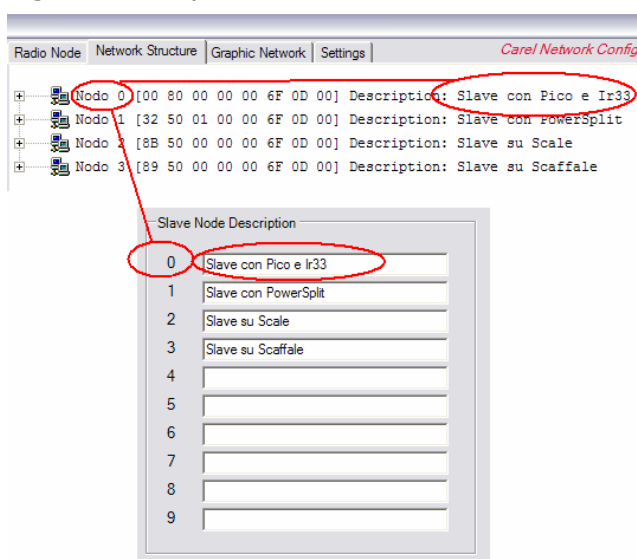 Radio Node Network Structure Graphic Network Settings Carel Network Config
Nodo 0 [00 80 00 00 00 6F 0D 00] Description: Slave con Pico e Ir33
Nodo 1 [32 50 01 00 00 6F 0D 00] Description: Slave con PowerSplit
Nodo 2 [8B 50 00 00 00 6F 0D 00] Description: Slave su Scale
Nodo 3 [89 50 00 00 00 6F 0D 00] Description: Slave su Scaffale
Slave Node Description
0 Slave con Pico e Ir33
1 Slave con PowerSplit
2 Slave su Scale
3 Slave su Scaffale
4
5
6
7
8
9